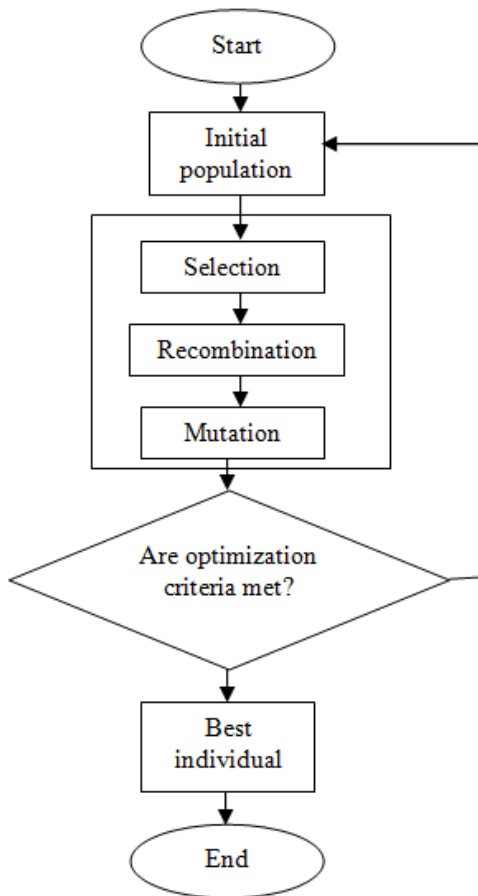 Start
Initial
population
Selection
Recombination
Mutation
Are optimization
criteria met?
Best
individual
End